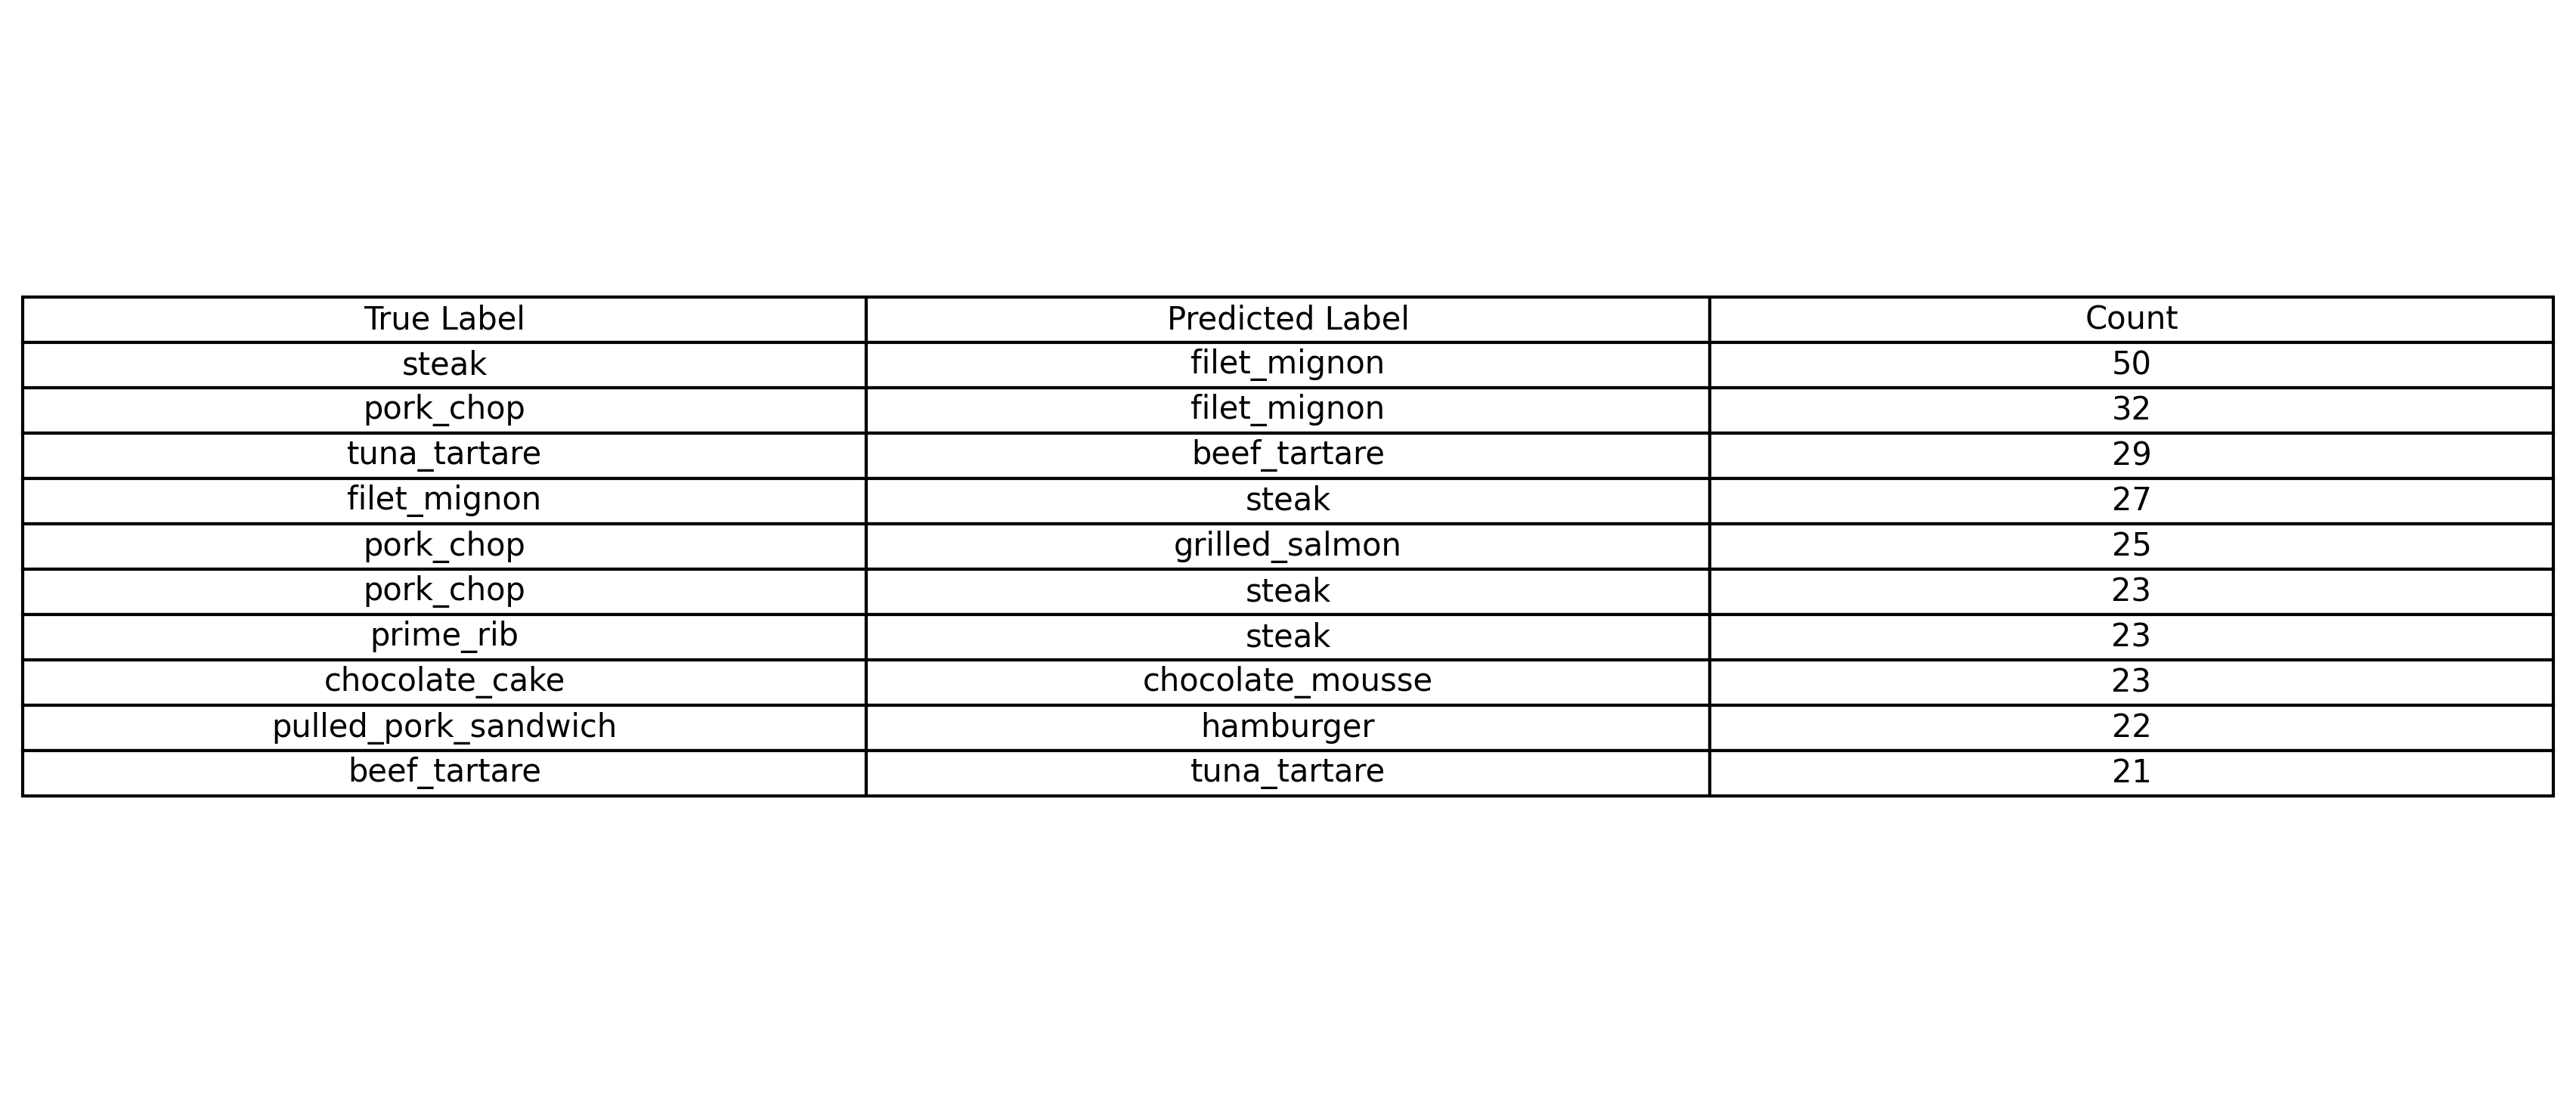 True Label Predicted Label Count
steak filet_mignon 50
pork_chop filet_mignon 32
tuna_tartare beef_tartare 29
filet_mignon steak 27
pork_chop grilled_salmon 25
pork_chop steak 23
prime_rib steak 23
chocolate_cake chocolate_mousse 23
pulled_pork_sandwich hamburger 22
beef_tartare tuna_tartare 21